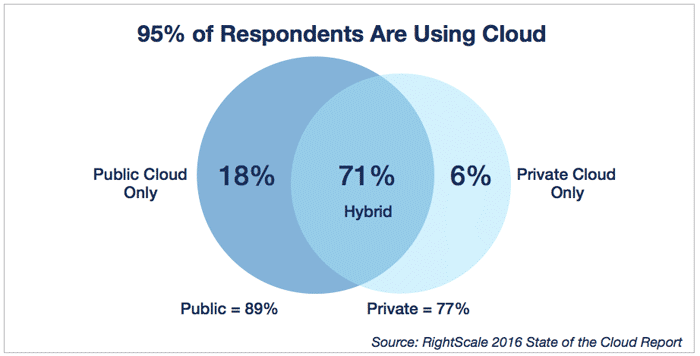 95% of Respondents Are Using Cloud
Public Cloud
Only
18%
71%
Hybrid
6%
Private Cloud
Only
Public = 89%
Private = 77%
Source: RightScale 2016 State of the Cloud Report